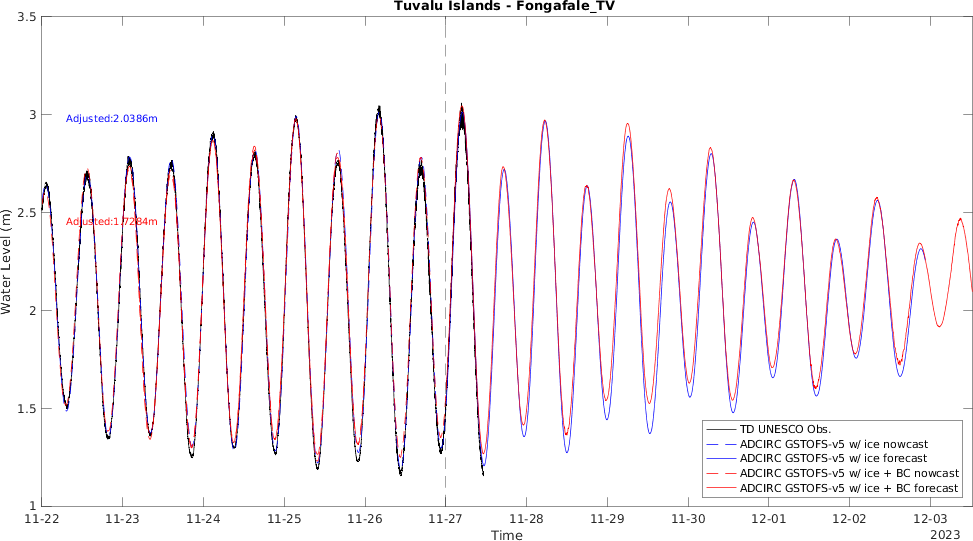 Tuvalu Islands - Fongafale_TV
3.5
3
2.5
2
1.5
1
Water Level (m)
Adjusted:2.0386m
Adjusted:1.7284m
TD UNESCO Obs.
ADCIRC GSTOFS-v5 w/ ice nowcast
ADCIRC GSTOFS-v5 w/ ice forecast
ADCIRC GSTOFS-v5 w/ ice + BC nowcast
ADCIRC GSTOFS-v5 w/ ice + BC forecast
11-22 11-23 11-24 11-25 11-26 11-27 11-28 11-29 11-30 12-01 12-02 12-03
Time
2023